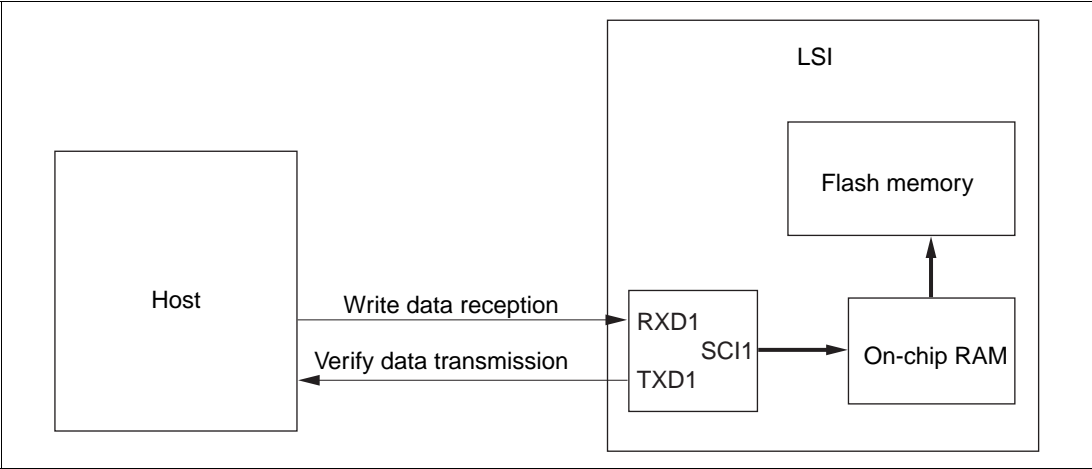 LSI
Flash memory
Host
Write data reception
Verify data transmission
RXD1
SCI1
TXD1
On-chip RAM